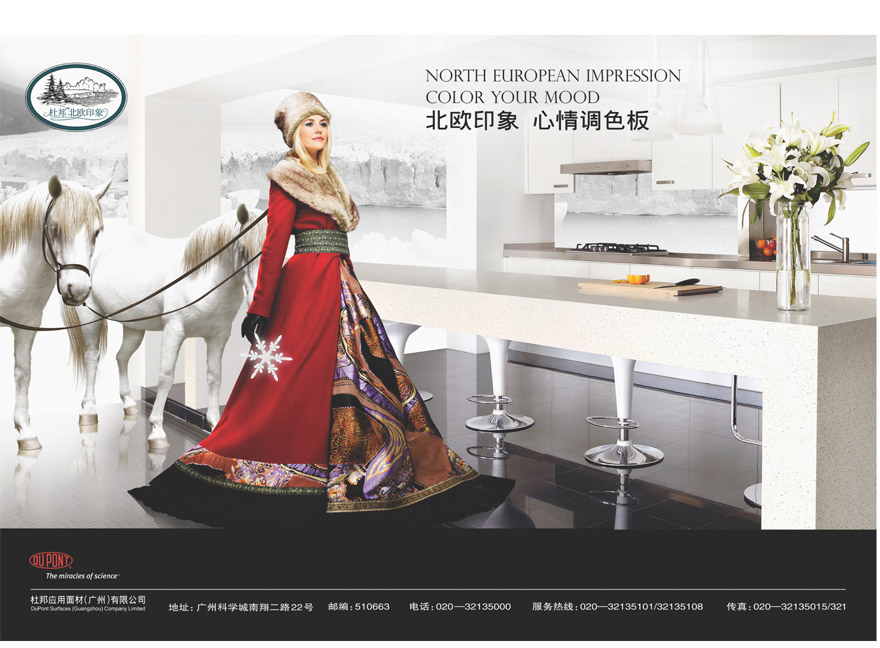 杜邦™北欧印象®
NORTH EUROPEAN IMPRESSION
COLOR YOUR MOOD
北欧印象 心情调色板
DUPONT
The miracles of science™
杜邦应用面材(广州)有限公司
DuPont Surfaces (Guangzhou) Company Limited
地址: 广州科学城南翔二路22号 邮编: 510663 电话: 020—32135000 服务热线: 020—32135101/32135108 传真: 020—32135015/321